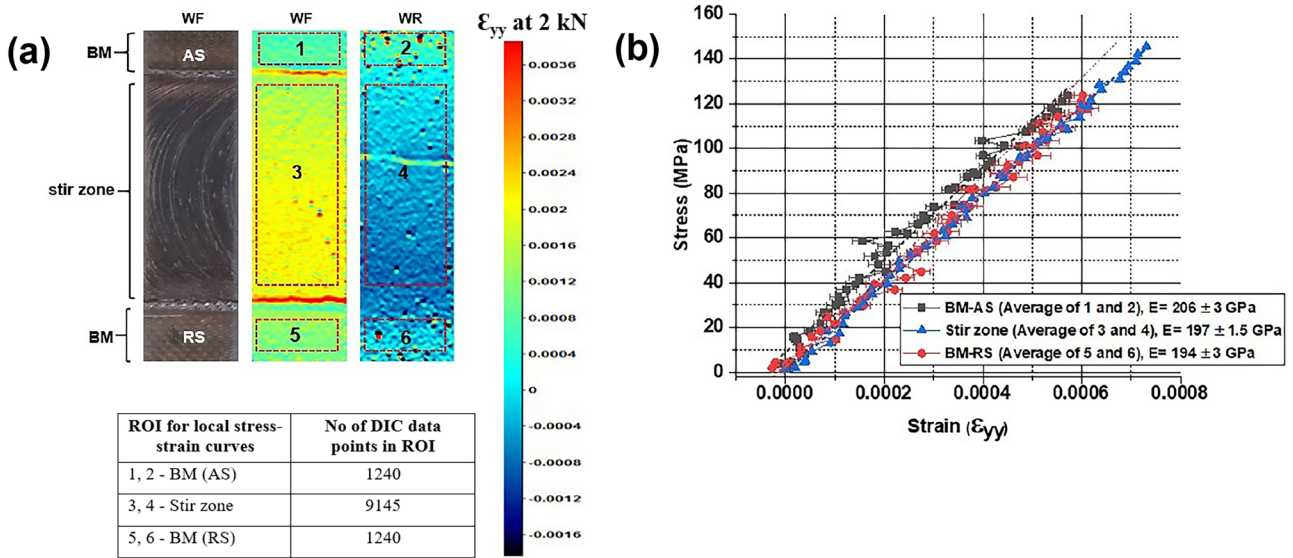 (a)
WF
WF
WR
BM
AS
stir zone
BM
RS
1
2
3
4
5
6
Ɛyy at 2 kN
0.0036
0.0032
0.0028
0.0024
0.002
0.0016
0.0012
0.0008
0.0004
0
-0.0004
-0.0008
-0.0012
-0.0016
ROI for local stress-
strain curves
No of DIC data
points in ROI
1, 2 - BM (AS)
1240
3, 4 - Stir zone
9145
5, 6 - BM (RS)
1240
(b)
Stress (MPa)
160
140
120
100
80
60
40
20
0
BM-AS (Average of 1 and 2), E= 206 ± 3 GPa
Stir zone (Average of 3 and 4), E= 197 ± 1.5 GPa
BM-RS (Average of 5 and 6), E= 194 ± 3 GPa
0.0000
0.0002
0.0004
0.0006
0.0008
Strain (Ɛyy)